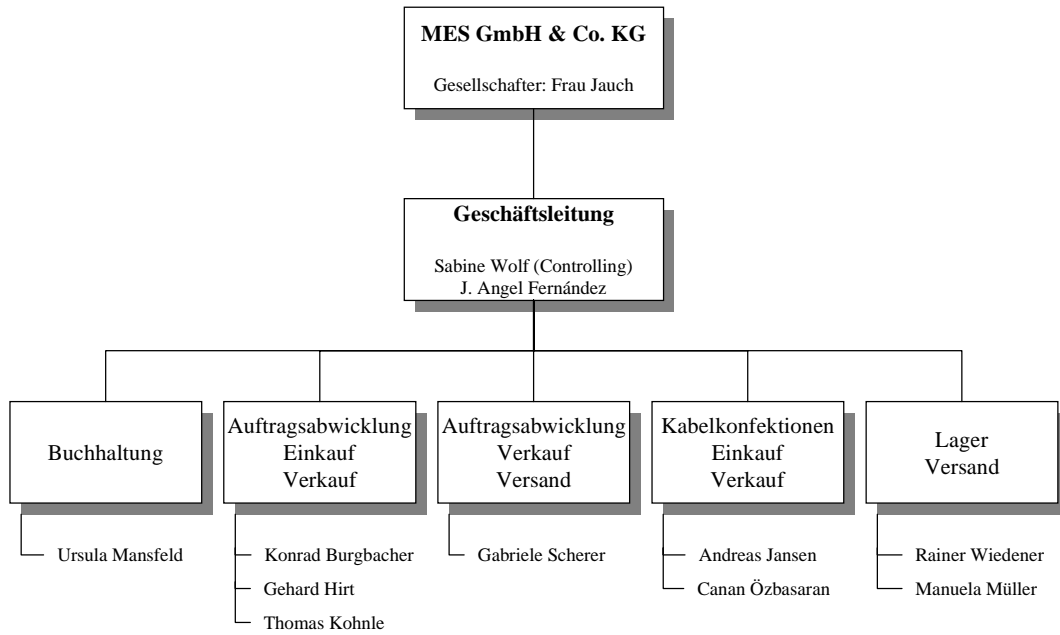 MES GmbH & Co. KG
Gesellschafter: Frau Jauch
Geschäftsleitung
Sabine Wolf (Controlling)
J. Angel Fernández
Buchhaltung
Ursula Mansfeld
Auftragsabwicklung
Einkauf
Verkauf
Konrad Burgbacher
Gehard Hirt
Thomas Kohnle
Auftragsabwicklung
Verkauf
Versand
Gabriele Scherer
Kabelkonfektionen
Einkauf
Verkauf
Andreas Jansen
Canan Özbasaran
Lager
Versand
Rainer Wiedener
Manuela Müller